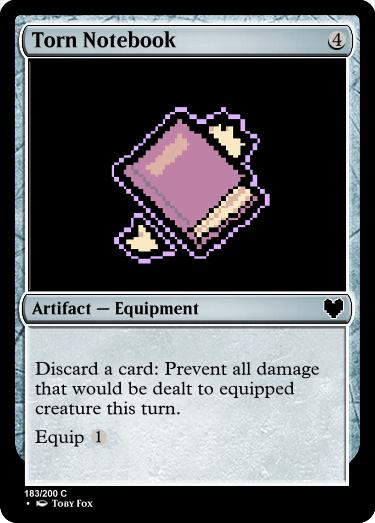 Torn Notebook 4
Artifact — Equipment
Discard a card: Prevent all damage
that would be dealt to equipped
creature this turn.
Equip 1
183/200 C
• Toby Fox